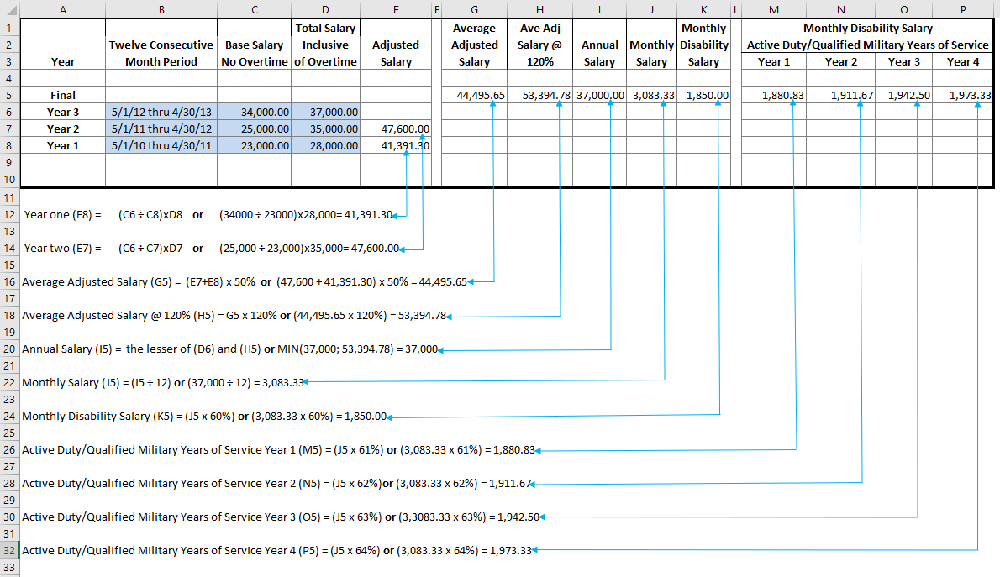 A B C D E F G H I J K L M N O P
1 Total Salary Average Ave Adj Monthly Monthly Disability Salary
2 Twelve Consecutive Base Salary Inclusive Adjusted Adjusted Salary @ Annual Monthly Disability Active Duty/Qualified Military Years of Service
3 Year Month Period No Overtime of Overtime Salary Salary 120% Salary Salary Salary Year 1 Year 2 Year 3 Year 4
4
5 Final 44,495.65 53,394.78 37,000.00 3,083.33 1,850.00 1,880.83 1,911.67 1,942.50 1,973.33
6 Year 3 5/1/12 thru 4/30/13 34,000.00 37,000.00
7 Year 2 5/1/11 thru 4/30/12 25,000.00 35,000.00 47,600.00
8 Year 1 5/1/10 thru 4/30/11 23,000.00 28,000.00 41,391.30
9
10
11
12 Year one (E8) = (C6 ÷ C8)xD8 or (34000 ÷ 23000)x28,000= 41,391.30
13
14 Year two (E7) = (C6 ÷ C7)xD7 or (25,000 ÷ 23,000)x35,000= 47,600.00
15
16 Average Adjusted Salary (G5) = (E7+E8) x 50% or (47,600 + 41,391.30) x 50% = 44,495.65
17
18 Average Adjusted Salary @ 120% (H5) = G5 x 120% or (44,495.65 x 120%) = 53,394.78
19
20 Annual Salary (I5) = the lesser of (D6) and (H5) or MIN(37,000; 53,394.78) = 37,000
21
22 Monthly Salary (J5) = (I5 ÷ 12) or (37,000 ÷ 12) = 3,083.33
23
24 Monthly Disability Salary (K5) = (J5 x 60%) or (3,083.33 x 60%) = 1,850.00
25
26 Active Duty/Qualified Military Years of Service Year 1 (M5) = (J5 x 61%) or (3,083.33 x 61%) = 1,880.83
27
28 Active Duty/Qualified Military Years of Service Year 2 (N5) = (J5 x 62%)or (3,083.33 x 62%) = 1,911.67
29
30 Active Duty/Qualified Military Years of Service Year 3 (O5) = (J5 x 63%) or (3,3083.33 x 63%) = 1,942.50
31
32 Active Duty/Qualified Military Years of Service Year 4 (P5) = (J5 x 64%) or (3,083.33 x 64%) = 1,973.33
33